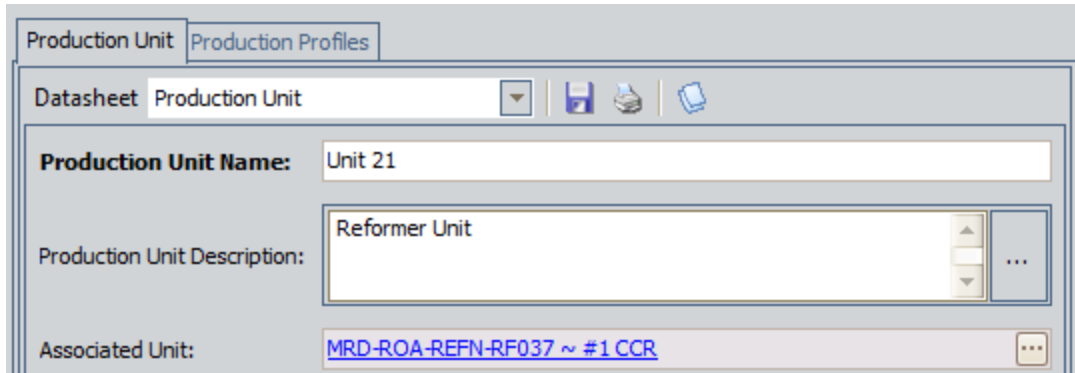 Production Unit Production Profiles
Datasheet Production Unit
Production Unit Name: Unit 21
Production Unit Description: Reformer Unit ...
Associated Unit: MRD-ROA-REFN-RF037 ~ #1 CCR ...